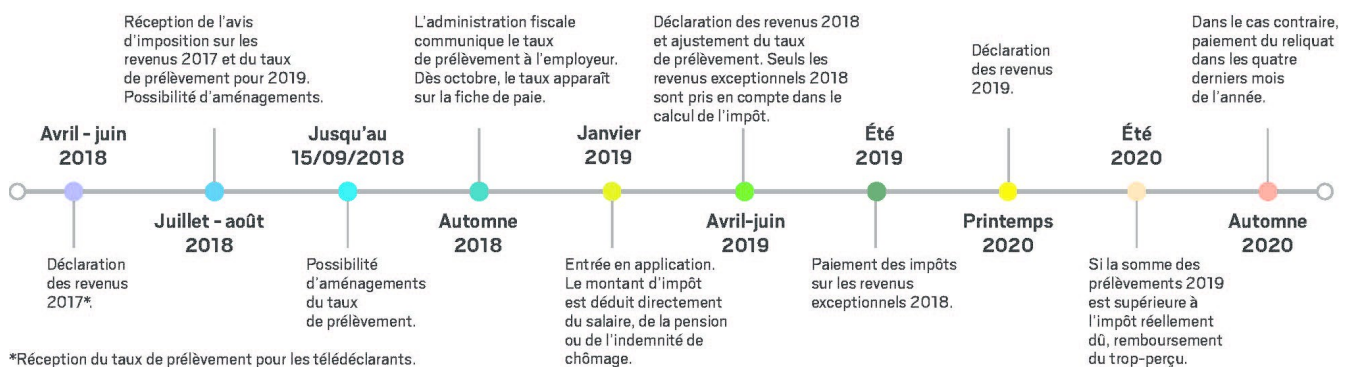 Avril - juin
2018
Déclaration
des revenus
2017*.
Réception de l'avis
d'imposition sur les
revenus 2017 et du taux
de prélèvement pour 2019.
Possibilité d'aménagements.
Juillet - août
2018
Jusqu'au
15/09/2018
Possibilité
d'aménagements
du taux
de prélèvement.
L'administration fiscale
communique le taux
de prélèvement à l'employeur.
Dès octobre, le taux apparaît
sur la fiche de paie.
Automne
2018
Janvier
2019
Entrée en application.
Le montant d'impôt
est déduit directement
du salaire, de la pension
ou de l'indemnité de
chômage.
Déclaration des revenus 2018
et ajustement du taux
de prélèvement. Seuls les
revenus exceptionnels 2018
sont pris en compte dans le
calcul de l'impôt.
Avril-juin
2019
Été
2019
Paiement des impôts
sur les revenus
exceptionnels 2018.
Déclaration
des revenus
2019.
Printemps
2020
Été
2020
Si la somme des
prélèvements 2019
est supérieure à
l'impôt réellement
dû, remboursement
du trop-perçu.
Dans le cas contraire,
paiement du reliquat
dans les quatre
derniers mois
de l'année.
Automne
2020
*Réception du taux de prélèvement pour les télédéclarants.